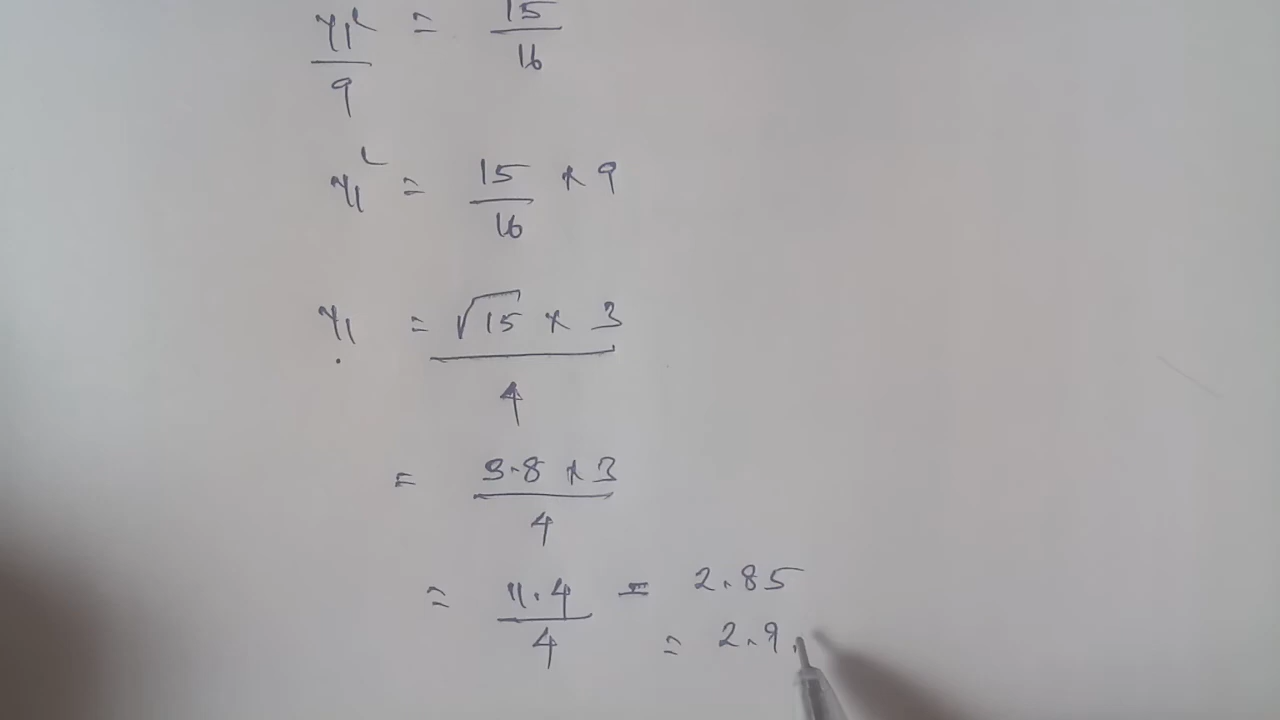 y₁² / 9 = 15 / 16
y₁² = 15 / 16 × 9
y₁ = √15 × 3 / 4
= 3.8 × 3 / 4
= 11.4 / 4 = 2.85
= 2.9.